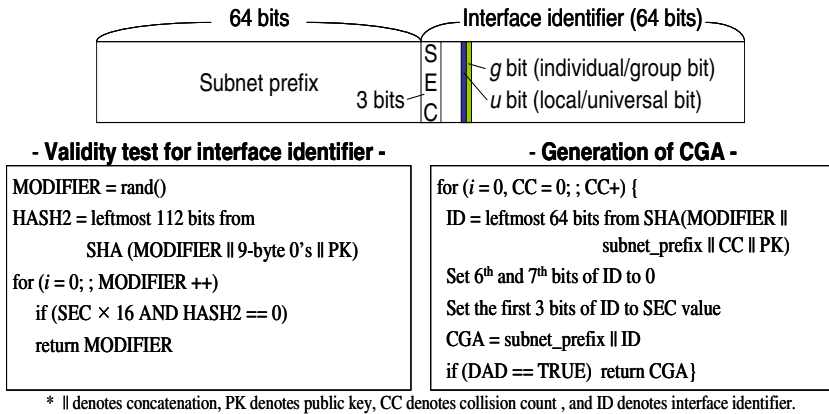 64 bits
Interface identifier (64 bits)
Subnet prefix
3 bits
S
E
C
g bit (individual/group bit)
u bit (local/universal bit)
- Validity test for interface identifier -
MODIFIER = rand()
HASH2 = leftmost 112 bits from
SHA (MODIFIER || 9-byte 0's || PK)
for (i = 0; ; MODIFIER ++)
if (SEC × 16 AND HASH2 == 0)
return MODIFIER
- Generation of CGA -
for (i = 0, CC = 0; ; CC+) {
ID = leftmost 64 bits from SHA(MODIFIER ||
subnet_prefix || CC || PK)
Set 6th and 7th bits of ID to 0
Set the first 3 bits of ID to SEC value
CGA = subnet_prefix || ID
if (DAD == TRUE) return CGA}
* || denotes concatenation, PK denotes public key, CC denotes collision count , and ID denotes interface identifier.